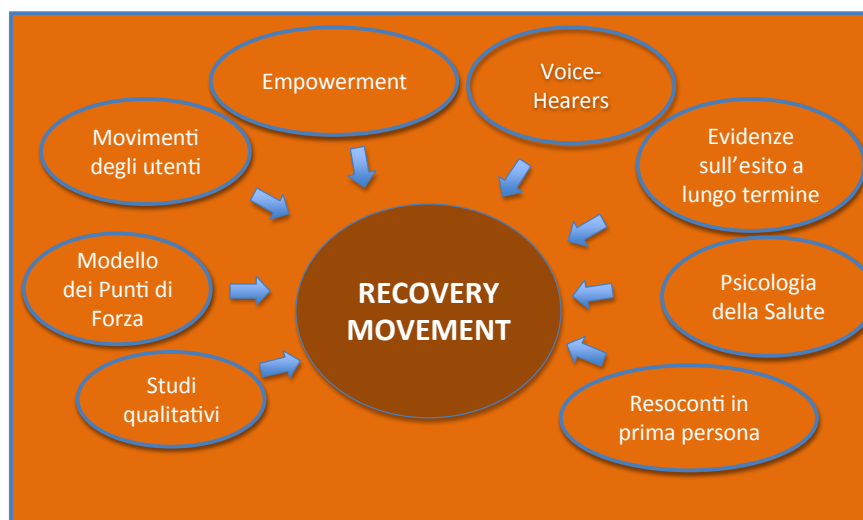 Empowerment
Voice-
Hearers
Movimenti
degli utenti
Evidenze
sull'esito a
lungo termine
Modello
dei Punti di
Forza
RECOVERY
MOVEMENT
Psicologia
della Salute
Studi
qualitativi
Resoconti in
prima persona